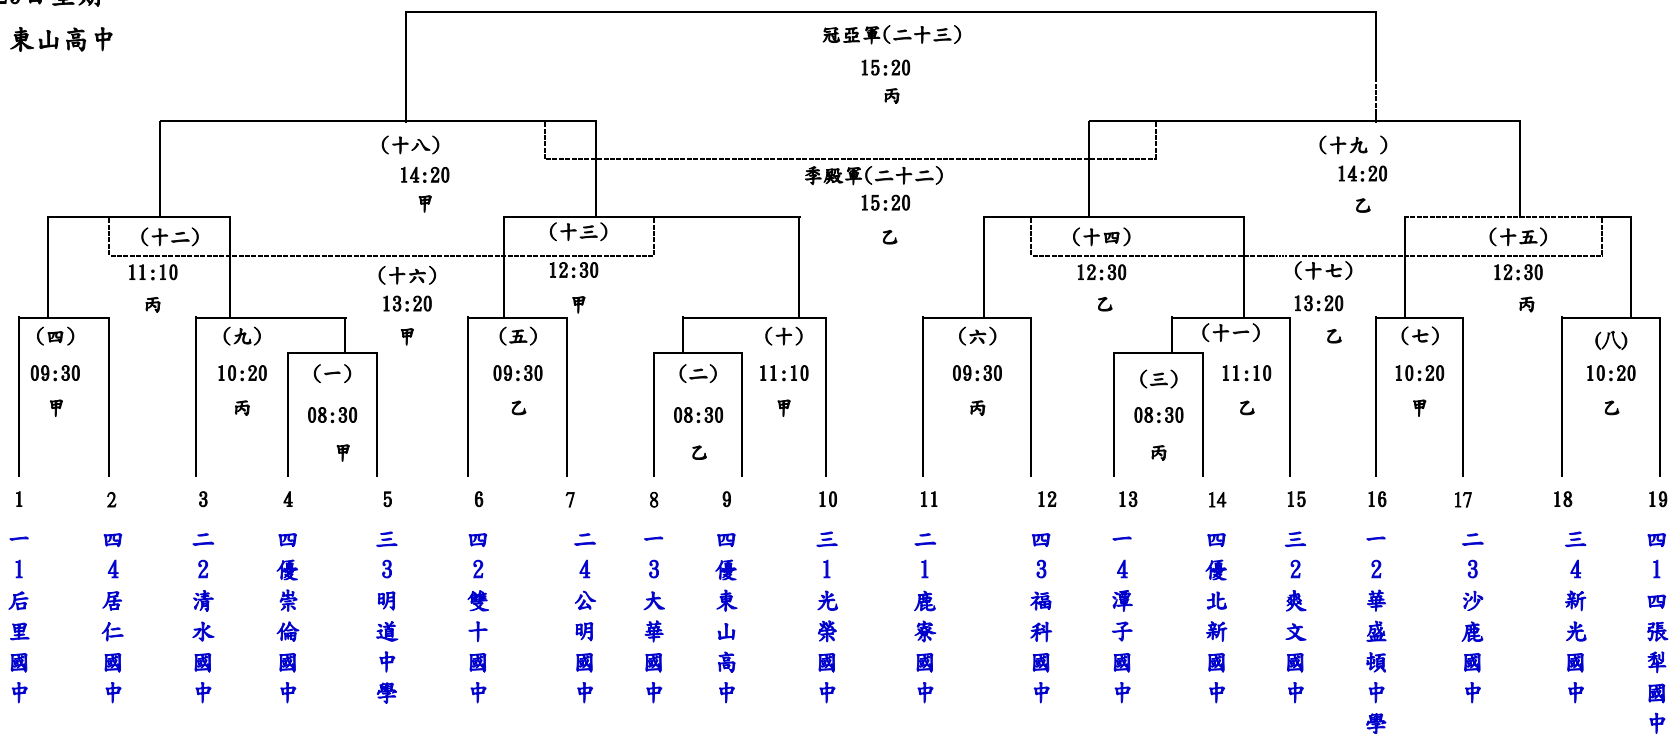 東山高中
冠亞軍(二十三)
15:20
丙
(十八)
14:20
甲
季殿軍(二十二)
15:20
乙
(十九 )
14:20
乙
(十二)
11:10
丙
(十六)
13:20
甲
(十三)
12:30
甲
(十四)
12:30
乙
(十七)
13:20
乙
(十五)
12:30
丙
(四)
09:30
甲
(九)
10:20
丙
(一)
08:30
甲
(五)
09:30
乙
(二)
08:30
乙
(十)
11:10
甲
(六)
09:30
丙
(三)
08:30
丙
(十一)
11:10
乙
(七)
10:20
甲
(八)
10:20
乙
1 2 3 4 5 6 7 8 9 10 11 12 13 14 15 16 17 18 19
一1后里國中
四4居仁國中
二2清水國中
四優崇倫國中
三3明道中學
四2雙十國中
二4公明國中
一3大華國中
四優東山高中
三1光榮國中
二1鹿寮國中
四3福科國中
一4潭子國中
四優北新國中
三2爽文國中
一2華盛頓中學
二3沙鹿國中
三4新光國中
四1四張犁國中